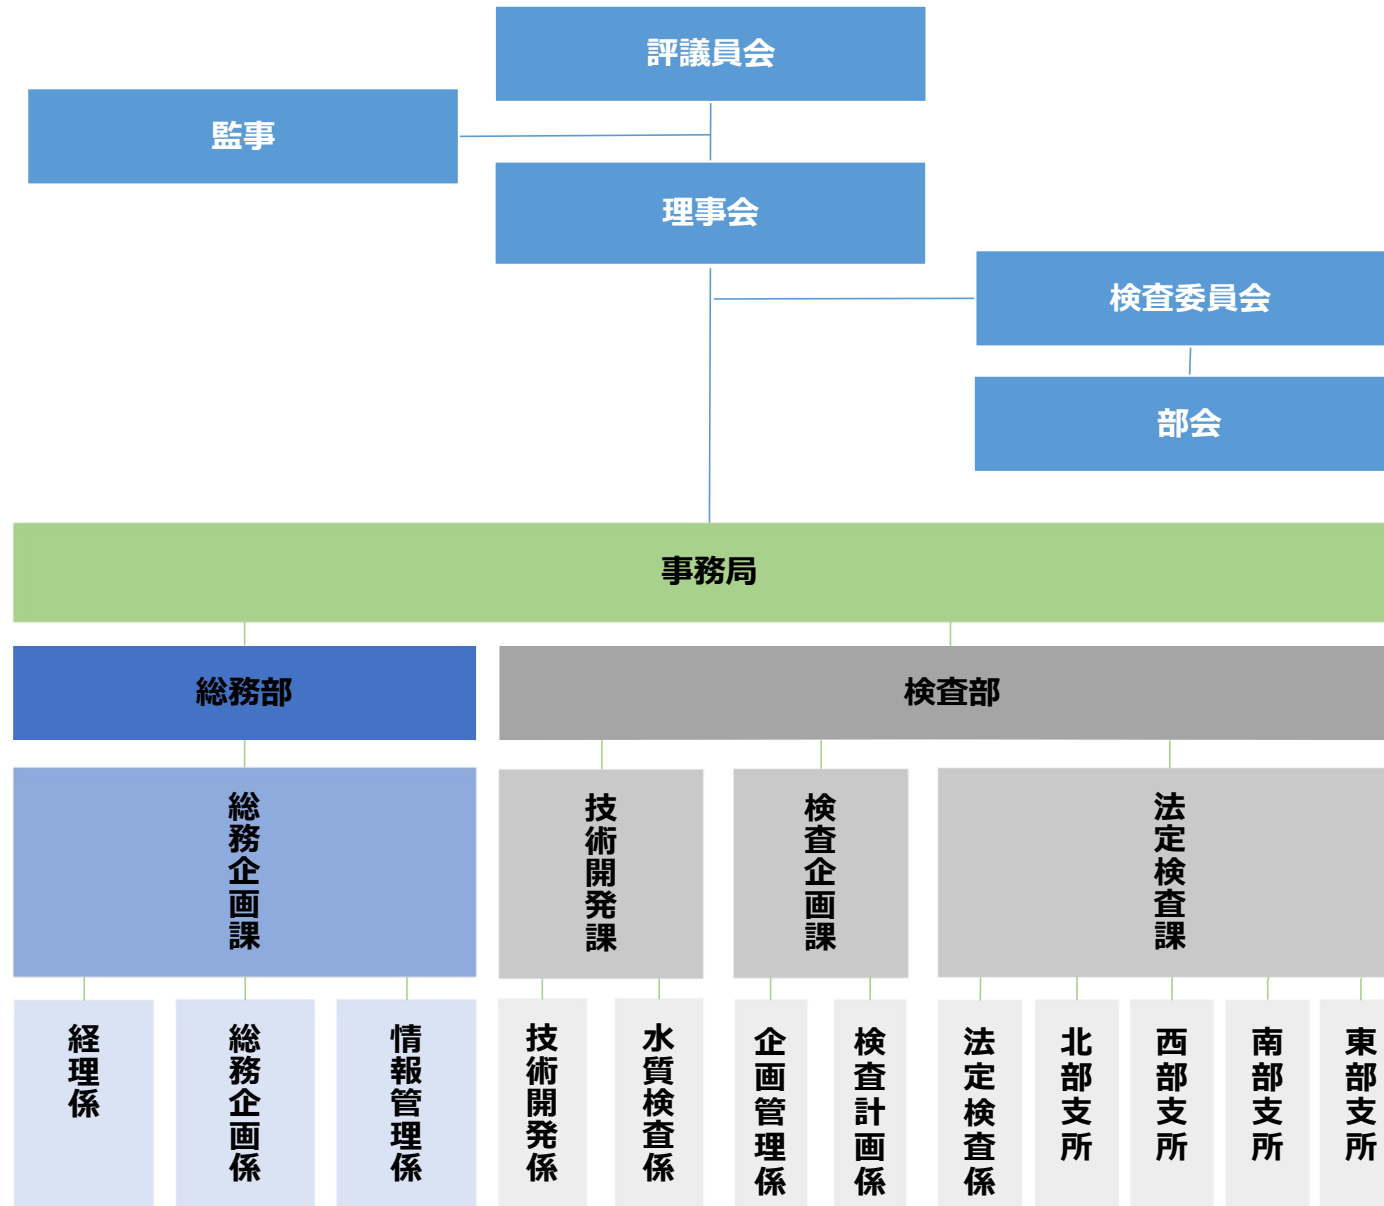 評議員会
監事
理事会
検査委員会
部会
事務局
総務部
検査部
総務企画課
技術開発課
検査企画課
法定検査課
経理係
総務企画係
情報管理係
技術開発係
水質検査係
企画管理係
検査計画係
法定検査係
北部支所
西部支所
南部支所
東部支所